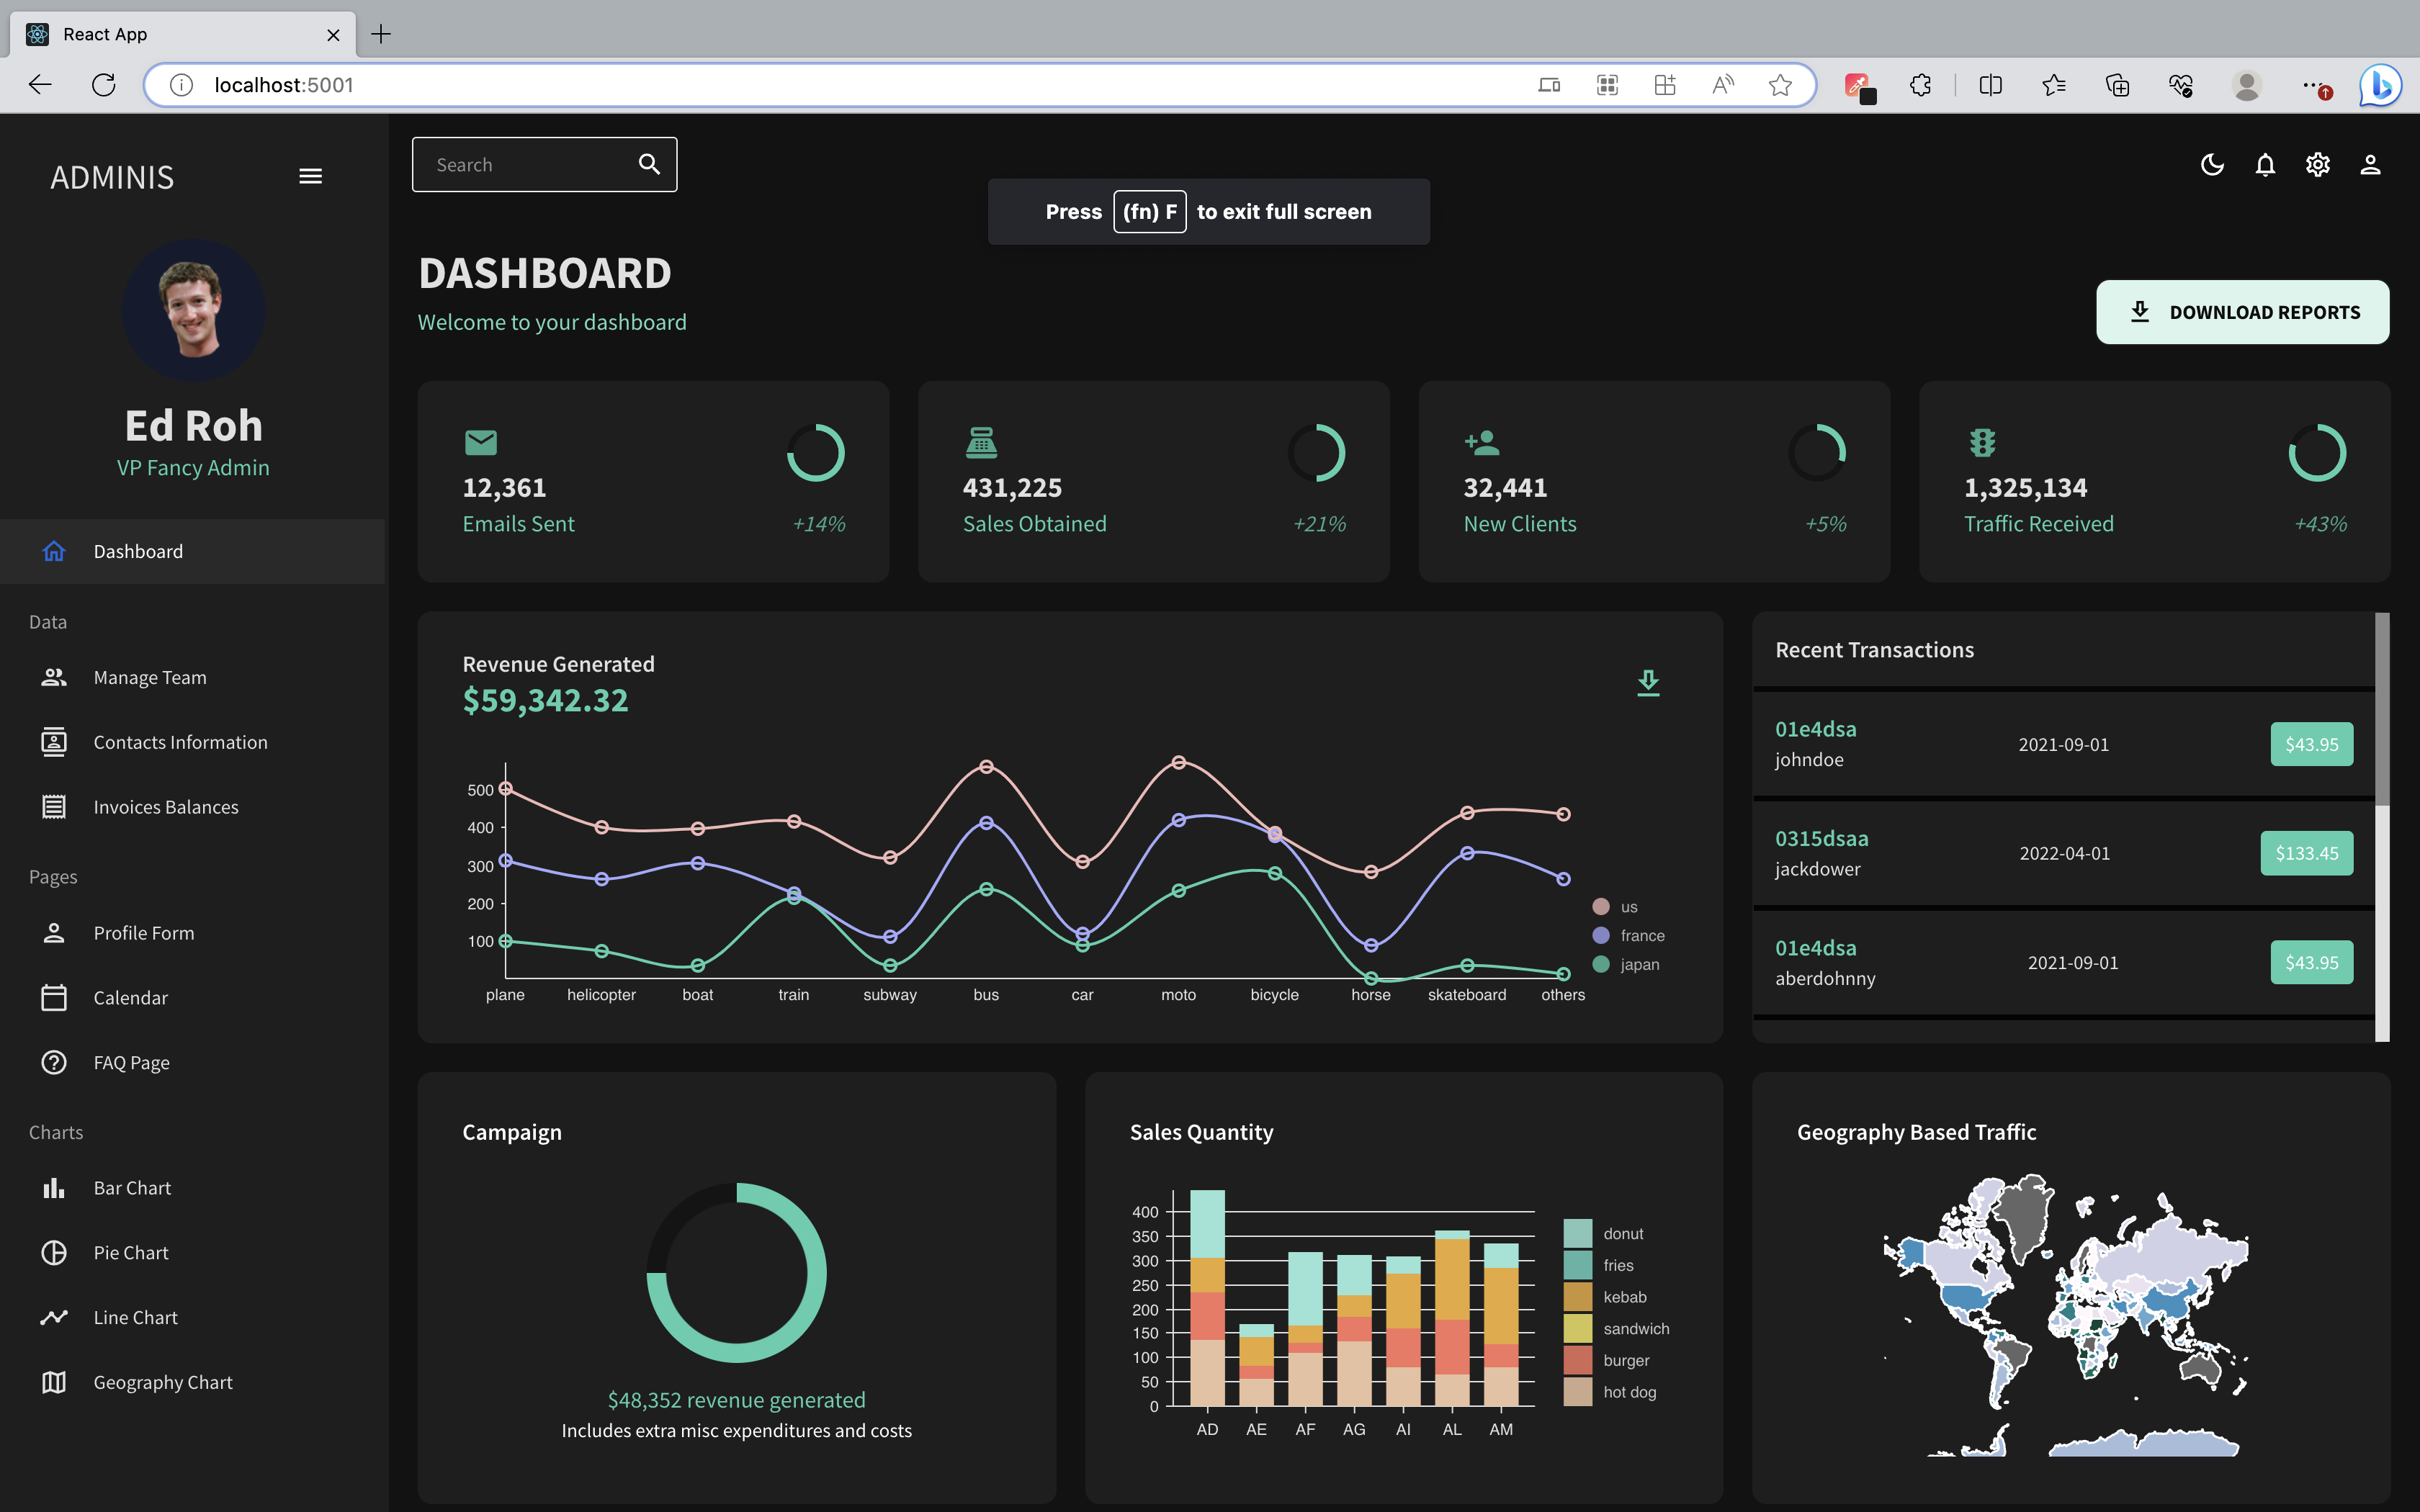 React App
localhost:5001
ADMINIS
Search
Press (fn) F to exit full screen
DASHBOARD
Welcome to your dashboard
DOWNLOAD REPORTS
Ed Roh
VP Fancy Admin
Dashboard
Data
Manage Team
Contacts Information
Invoices Balances
Pages
Profile Form
Calendar
FAQ Page
Charts
Bar Chart
Pie Chart
Line Chart
Geography Chart
12,361
Emails Sent +14%
431,225
Sales Obtained +21%
32,441
New Clients +5%
1,325,134
Traffic Received +43%
Revenue Generated
$59,342.32
500
400
300
200
100
plane helicopter boat train subway bus car moto bicycle horse skateboard others
us
france
japan
Recent Transactions
01e4dsa
johndoe
2021-09-01
$43.95
0315dsaa
jackdower
2022-04-01
$133.45
01e4dsa
aberdohnny
2021-09-01
$43.95
Campaign
$48,352 revenue generated
Includes extra misc expenditures and costs
Sales Quantity
400
350
300
250
200
150
100
50
0
AD AE AF AG AI AL AM
donut
fries
kebab
sandwich
burger
hot dog
Geography Based Traffic